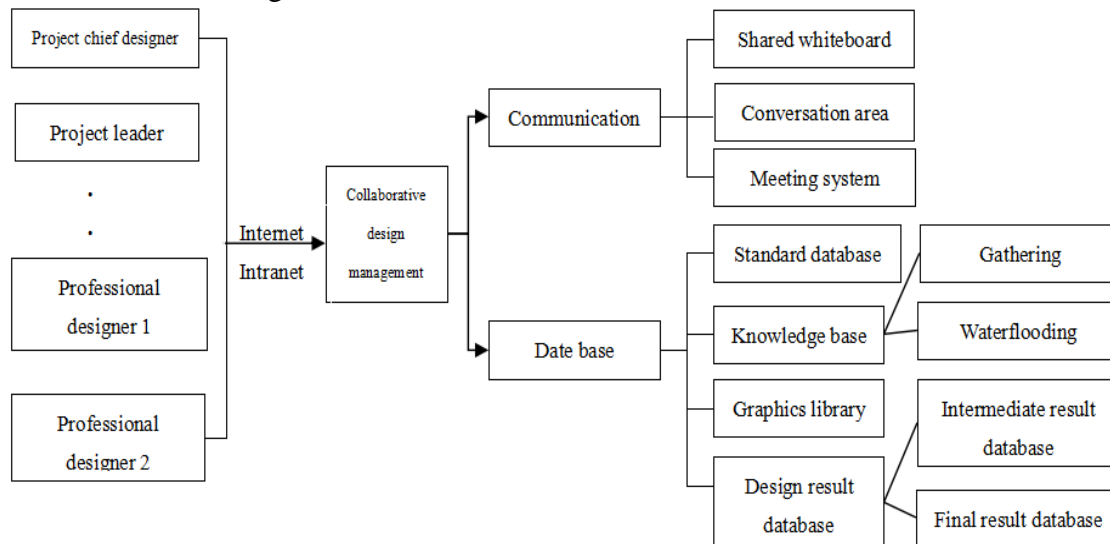 Project chief designer
Project leader
.
.
Professional
designer 1
Professional
designer 2
Internet
Intranet
Collaborative
design
management
Communication
Date base
Shared whiteboard
Conversation area
Meeting system
Standard database
Knowledge base
Graphics library
Design result
database
Gathering
Waterflooding
Intermediate result
database
Final result database